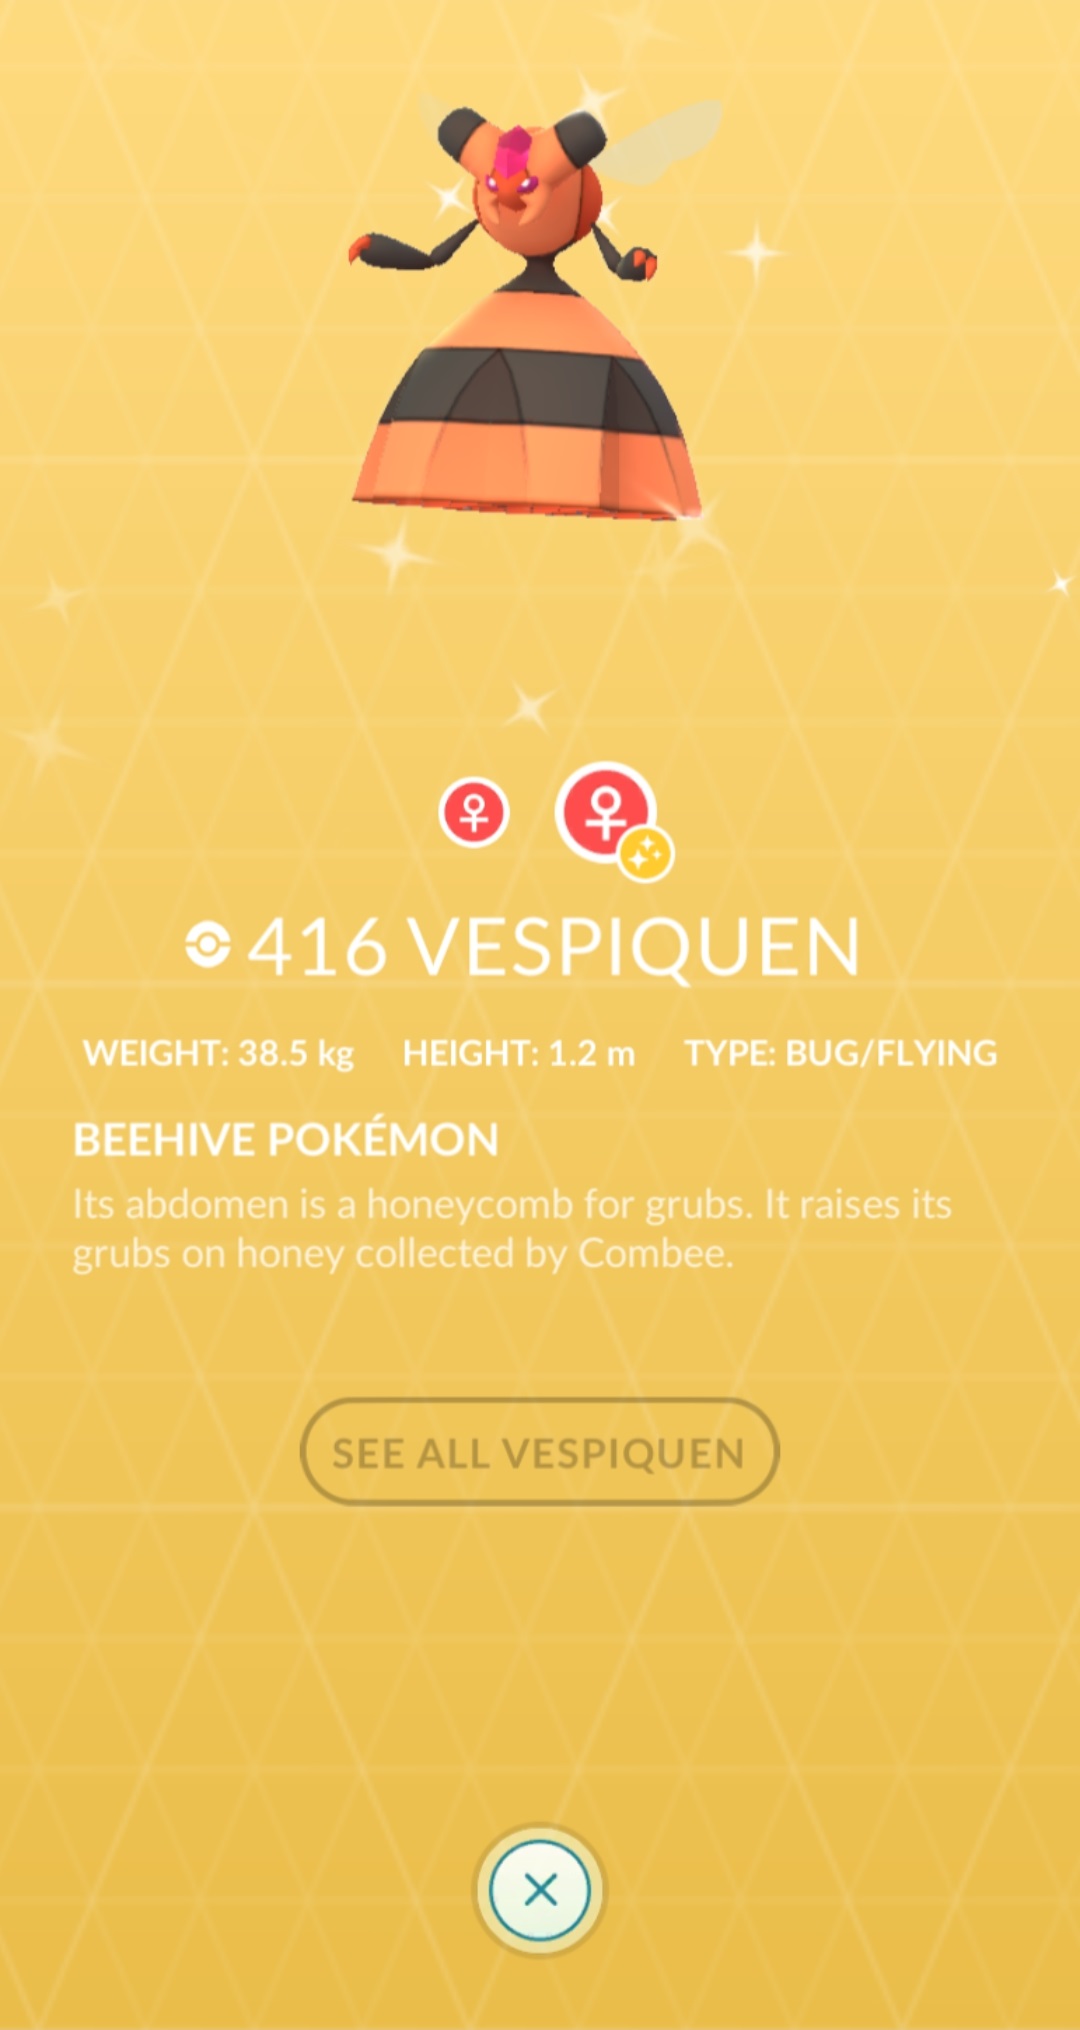 416 VESPIQUEN
WEIGHT: 38.5 kg HEIGHT: 1.2 m TYPE: BUG/FLYING
BEEHIVE POKÉMON
Its abdomen is a honeycomb for grubs. It raises its
grubs on honey collected by Combee.
SEE ALL VESPIQUEN